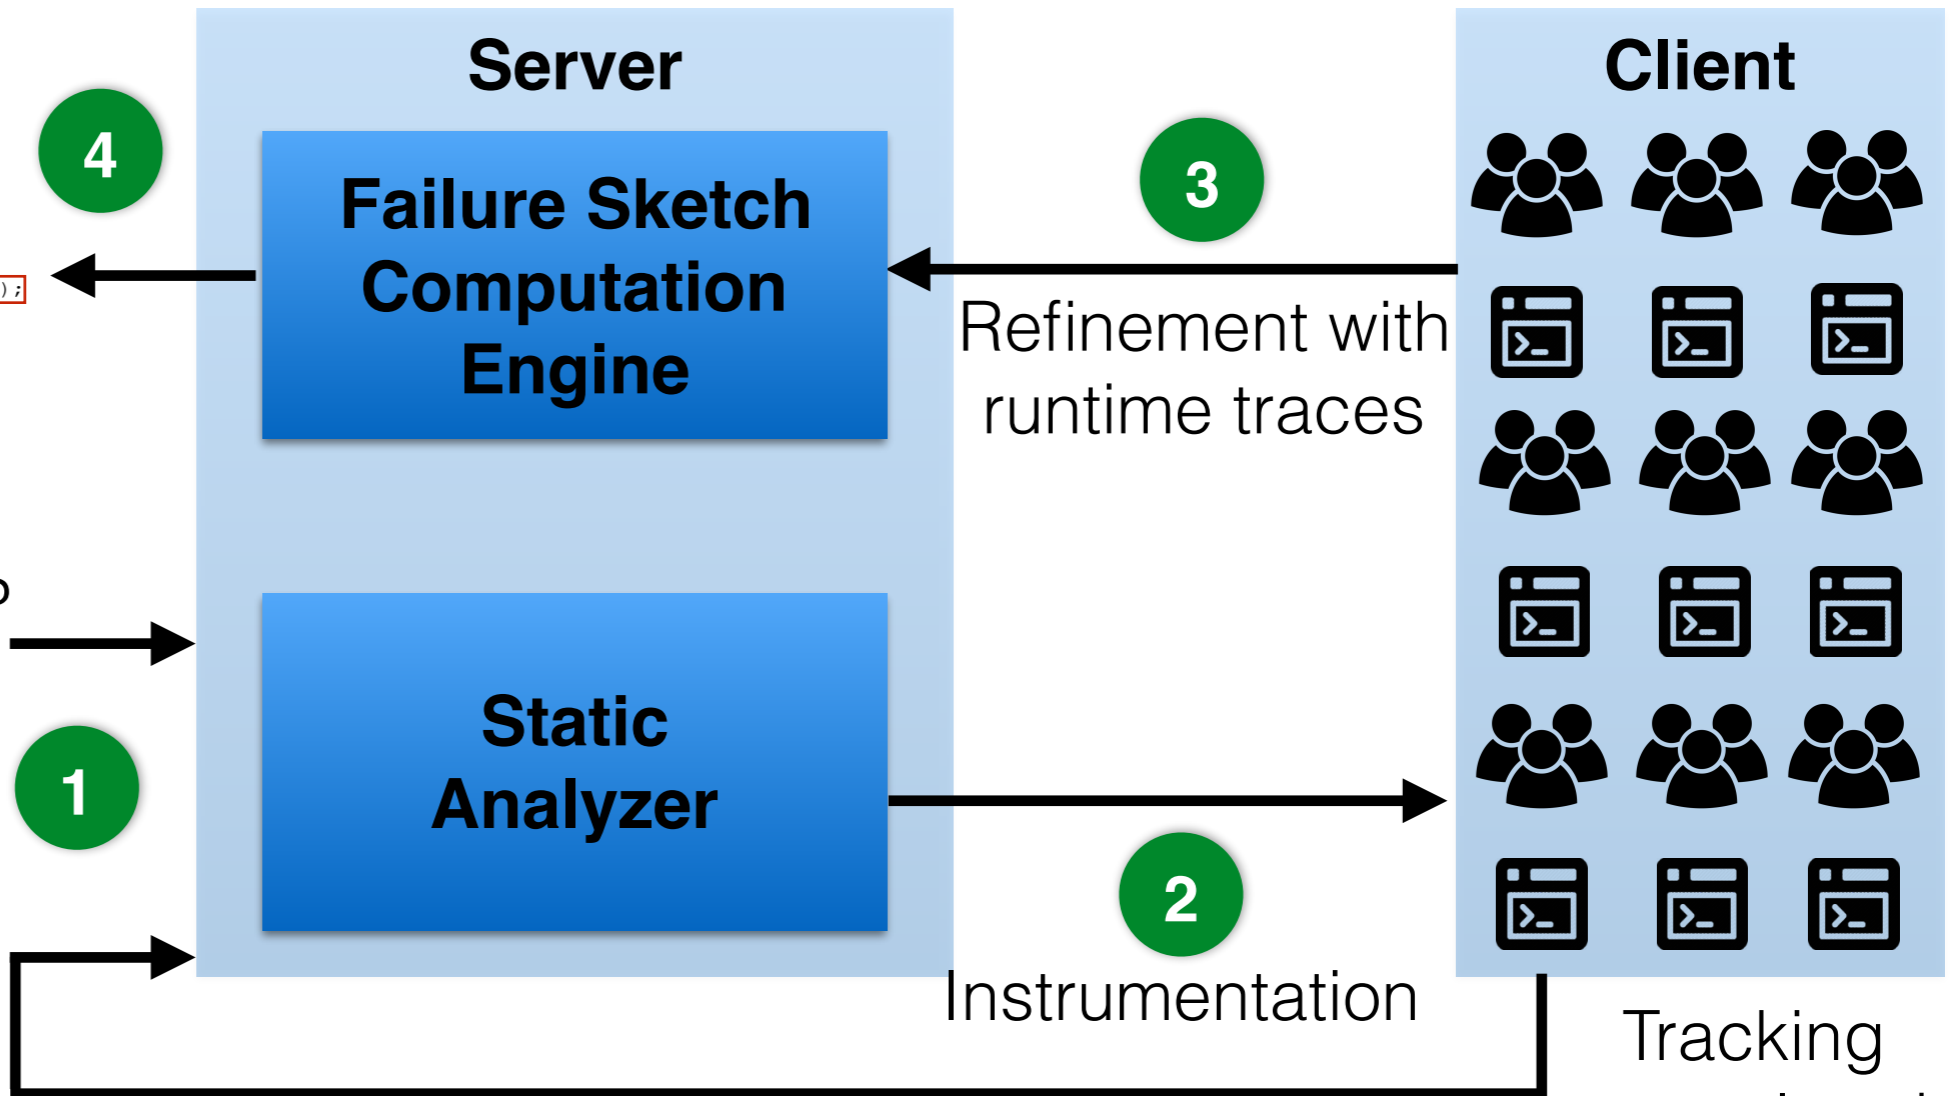 Server
Client
4
Failure Sketch
Computation
Engine
3
);
Refinement with
runtime traces
1
Static
Analyzer
2
Instrumentation
Tracking